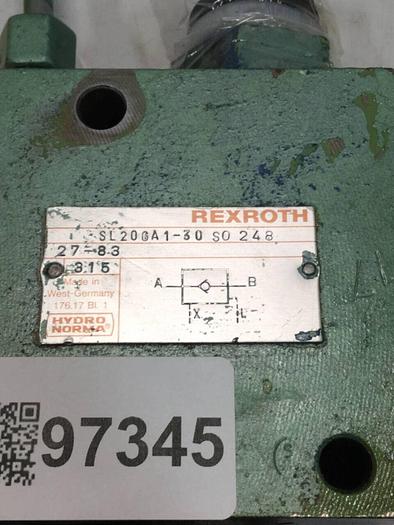 REXROTH
SL20GA1-30 SO 248
27-83
315
Made in
West-Germany
176.17 Bl. 1
HYDRO
NORMA
A B
X L
97345